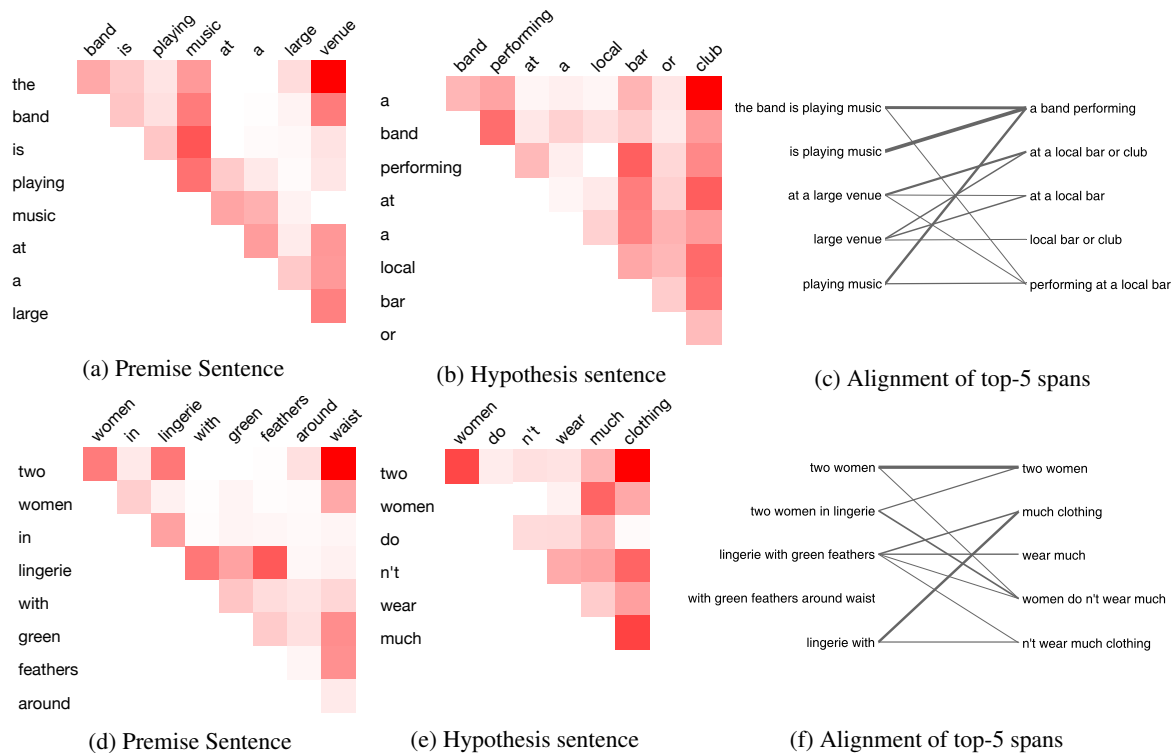 band is playing music at a large venue
the
band
is
playing
music
at
a
large
(a) Premise Sentence
band performing at a local bar or club
a
band
performing
at
a
local
bar
or
(b) Hypothesis sentence
the band is playing music a band performing
is playing music at a local bar or club
at a large venue at a local bar
large venue local bar or club
playing music performing at a local bar
(c) Alignment of top-5 spans
women in lingerie with green feathers around waist
two
women
in
lingerie
with
green
feathers
around
(d) Premise Sentence
women do n't wear much clothing
two
women
do
n't
wear
much
(e) Hypothesis sentence
two women two women
two women in lingerie much clothing
lingerie with green feathers wear much
with green feathers around waist women do n't wear much
lingerie with n't wear much clothing
(f) Alignment of top-5 spans